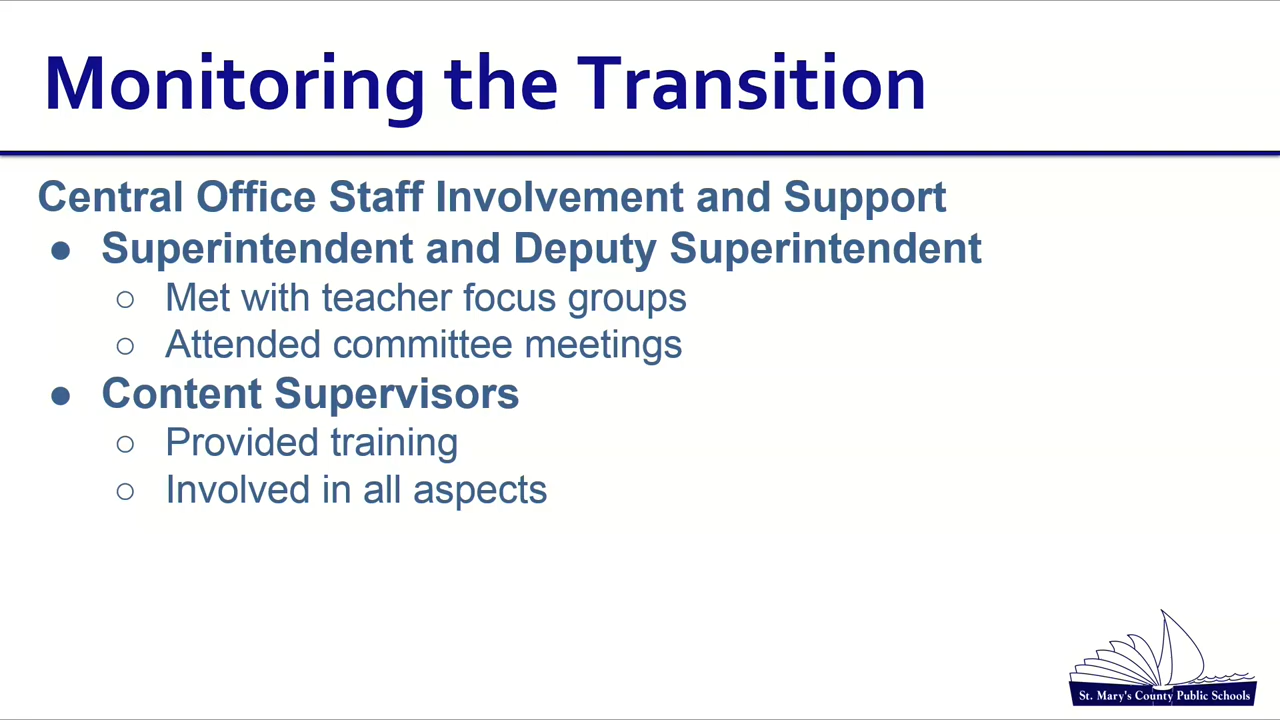 Monitoring the Transition
Central Office Staff Involvement and Support
● Superintendent and Deputy Superintendent
○ Met with teacher focus groups
○ Attended committee meetings
● Content Supervisors
○ Provided training
○ Involved in all aspects
St. Mary's County Public Schools